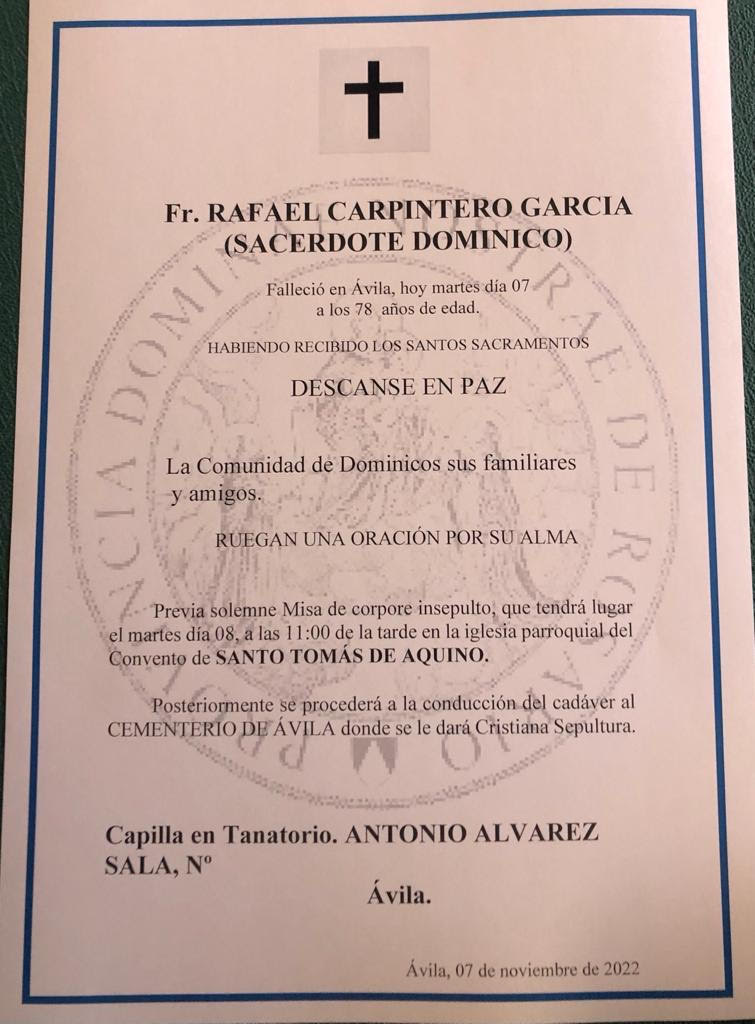 Fr. RAFAEL CARPINTERO GARCIA
(SACERDOTE DOMINICO)
Falleció en Ávila, hoy martes día 07
a los 78 años de edad.
HABIENDO RECIBIDO LOS SANTOS SACRAMENTOS
DESCANSE EN PAZ
La Comunidad de Dominicos sus familiares
y amigos.
RUEGAN UNA ORACIÓN POR SU ALMA
Previa solemne Misa de corpore insepulto, que tendrá lugar
el martes día 08, a las 11:00 de la tarde en la iglesia parroquial del
Convento de SANTO TOMÁS DE AQUINO.
Posteriormente se procederá a la conducción del cadáver al
CEMENTERIO DE ÁVILA donde se le dará Cristiana Sepultura.
Capilla en Tanatorio. ANTONIO ALVAREZ
SALA, Nº
Ávila.
Ávila, 07 de noviembre de 2022
PROVINCIA DOMINAE NOSTRAE DE ROSARIO